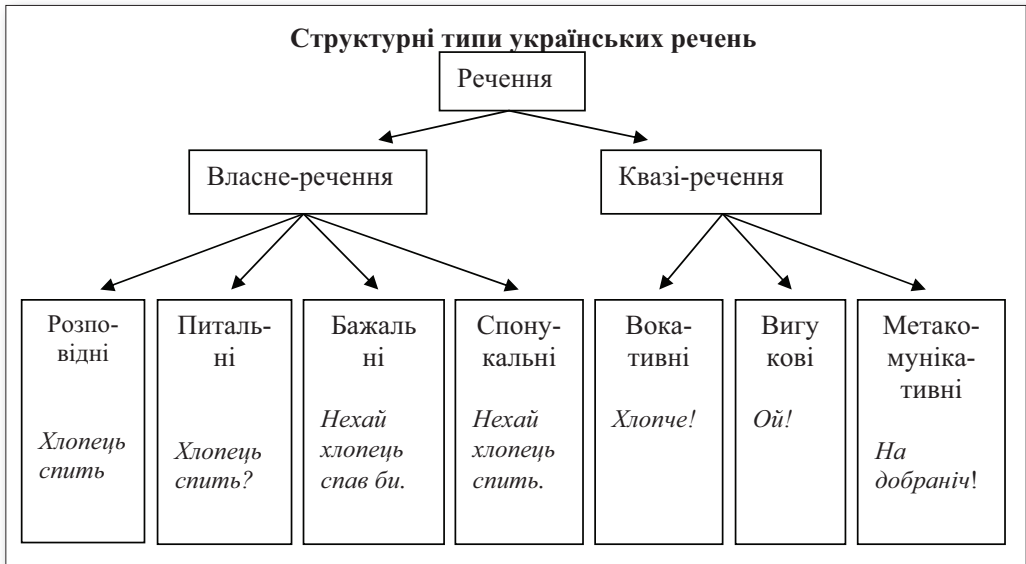 Структурні типи українських речень
Речення
Власне-речення
Квазі-речення
Розпо-
відні
Хлопець
спить
Питаль-
ні
Хлопець
спить?
Бажаль
ні
Нехай
хлопець
спав би.
Спону-
кальні
Нехай
хлопець
спить.
Вока-
тивні
Хлопче!
Вигу
кові
Ой!
Метако-
муніка-
тивні
На
добраніч!